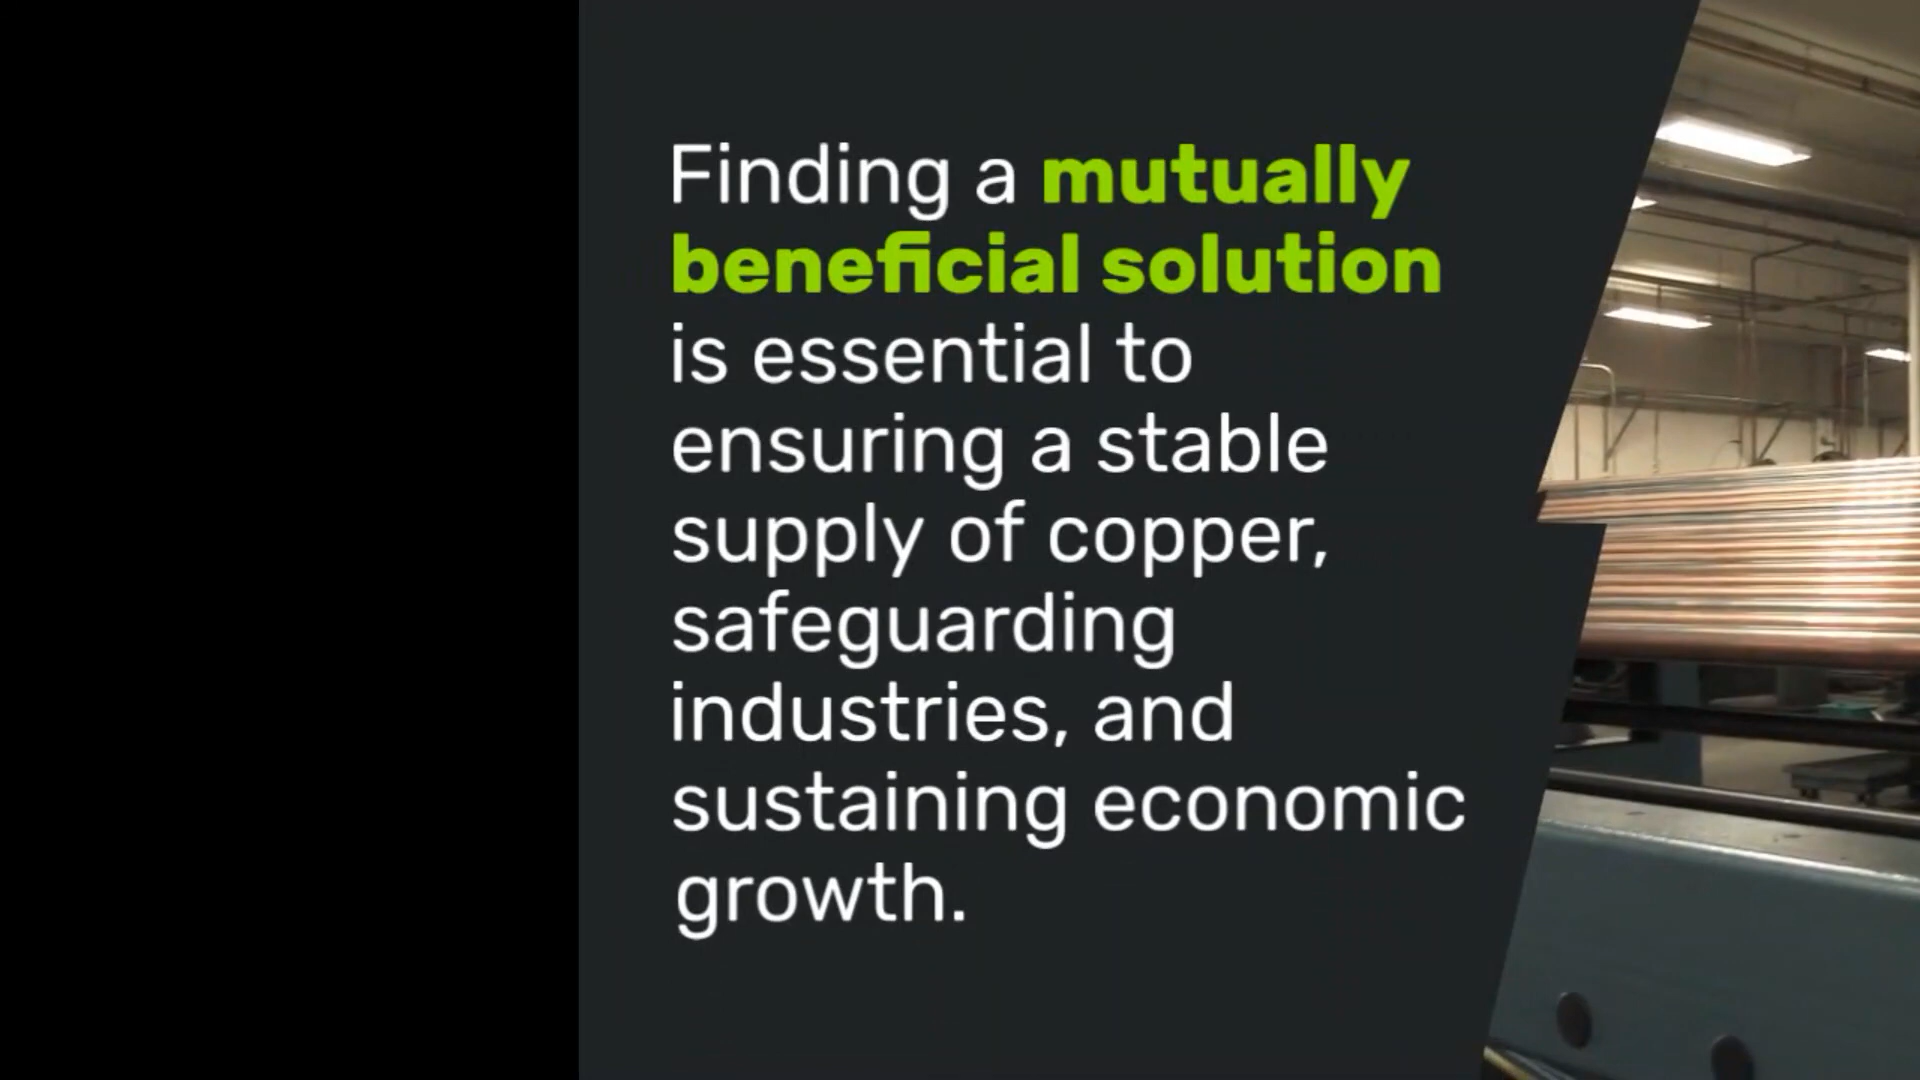 Finding a mutually
beneficial solution
is essential to
ensuring a stable
supply of copper,
safeguarding
industries, and
sustaining economic
growth.